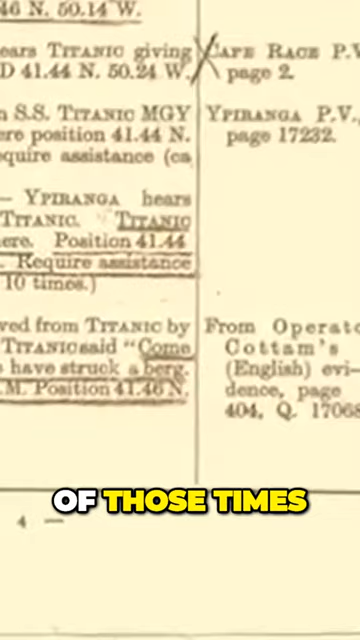 46 N. 50.14 W.
ears TITANIC giving
D 41.44 N. 50.24 W.
CAPE RACE P.V
page 2.
n S.S. TITANIC MGY
ere position 41.44 N.
equire assistance (ca
YPIRANGA P.V.,
page 17232.
— YPIRANGA hears
TITANIC. TITANIC
ere. Position 41.44
. Require assistance
10 times.)
ved from TITANIC by
TITANIC said "Come
have struck a berg.
.M. Position 41.46 N.
From Operato
Cottam's
(English) evi-
dence, page
404, Q. 17068
OF THOSE TIMES
4 —